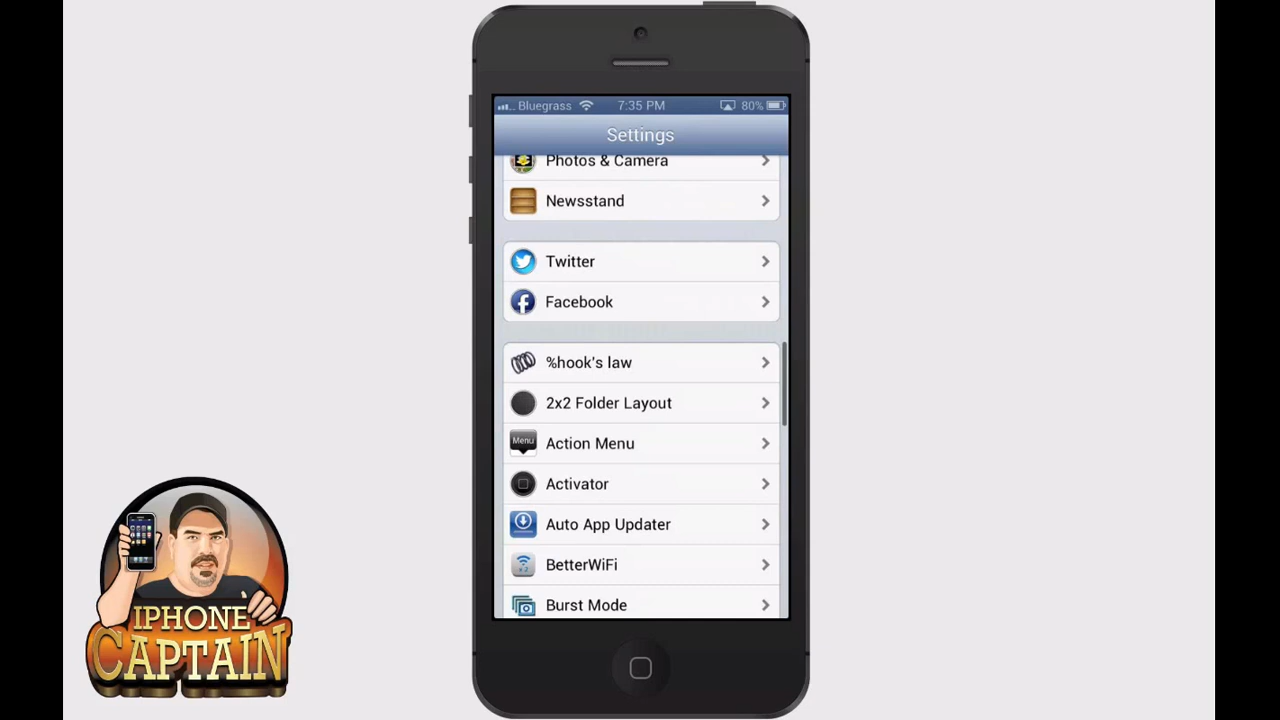 Bluegrass 7:35 PM 80%
Settings
Photos & Camera
Newsstand
Twitter
Facebook
%hook's law
2x2 Folder Layout
Menu
Action Menu
Activator
Auto App Updater
x2
BetterWiFi
Burst Mode
IPHONE
CAPTAIN